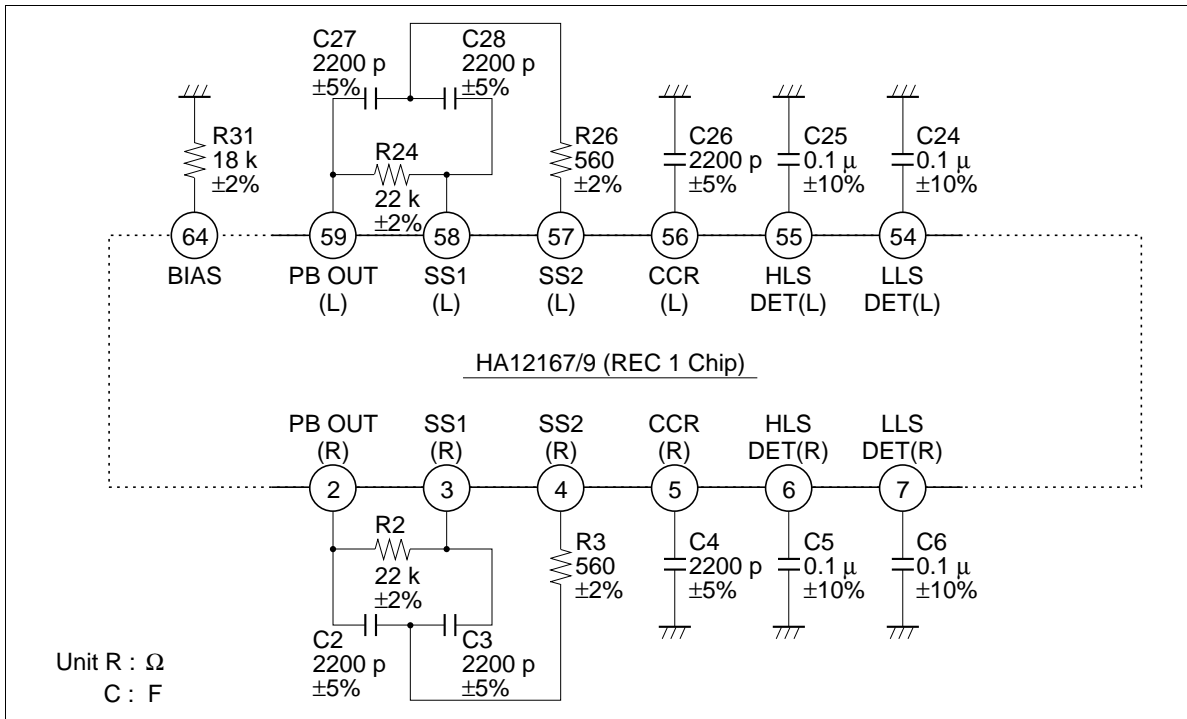 C27
2200 p
±5%
C28
2200 p
±5%
R31
18 k
±2%
R24
22 k
±2%
R26
560
±2%
C26
2200 p
±5%
C25
0.1 μ
±10%
C24
0.1 μ
±10%
64
59
58
57
56
55
54
BIAS
PB OUT
(L)
SS1
(L)
SS2
(L)
CCR
(L)
HLS
DET(L)
LLS
DET(L)
HA12167/9 (REC 1 Chip)
PB OUT
(R)
SS1
(R)
SS2
(R)
CCR
(R)
HLS
DET(R)
LLS
DET(R)
2
3
4
5
6
7
R2
22 k
±2%
R3
560
±2%
C4
2200 p
±5%
C5
0.1 μ
±10%
C6
0.1 μ
±10%
C2
2200 p
±5%
C3
2200 p
±5%
Unit R : Ω
C : F